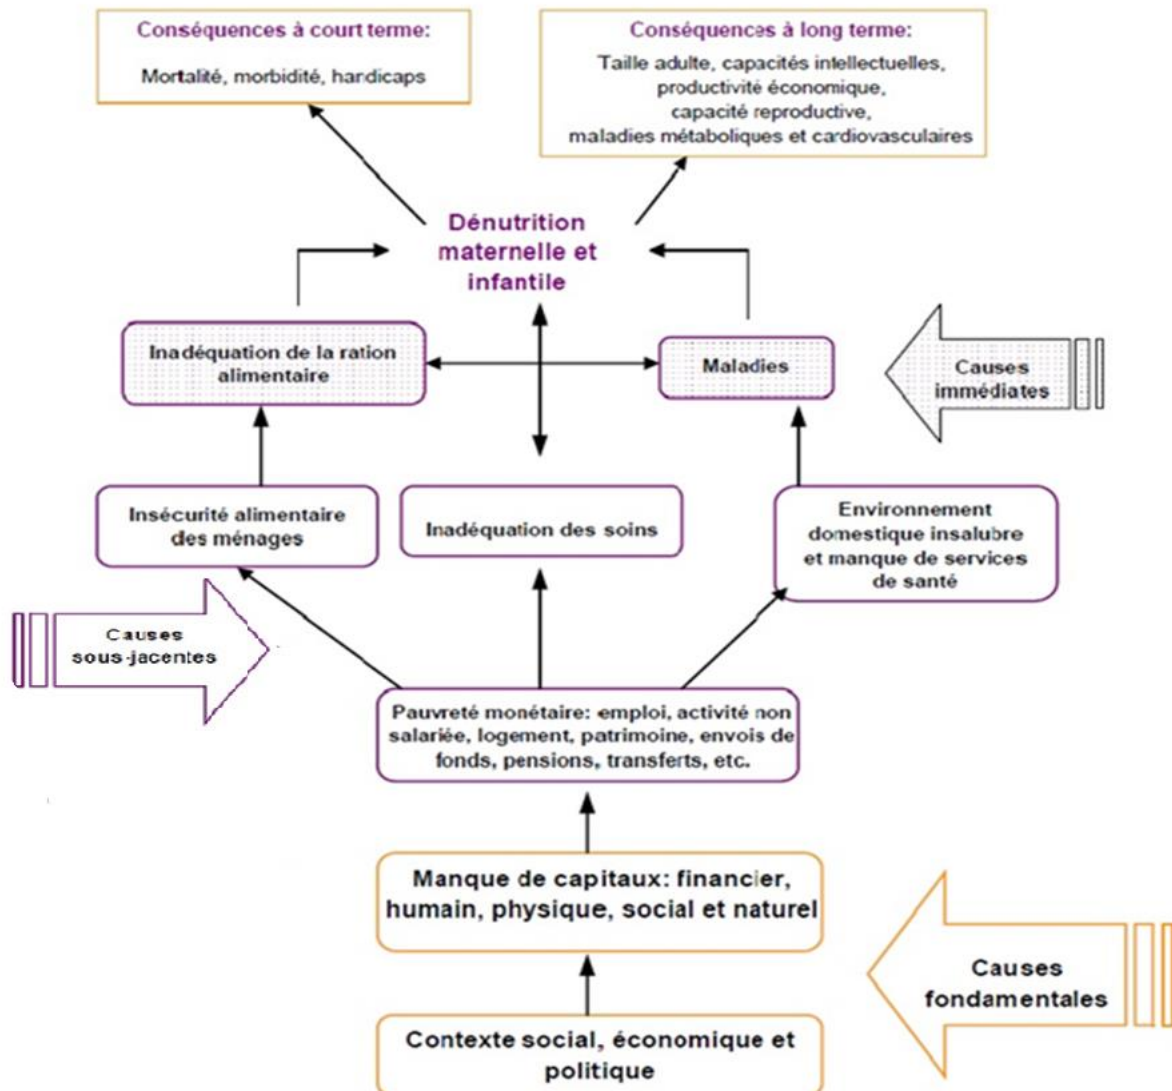 Conséquences à court terme:
Mortalité, morbidité, handicaps
Conséquences à long terme:
Taille adulte, capacités intellectuelles,
productivité économique,
capacité reproductive,
maladies métaboliques et cardiovasculaires
Dénutrition
maternelle et
infantile
Inadéquation de la ration
alimentaire
Maladies
Causes
immédiates
Insécurité alimentaire
des ménages
Inadéquation des soins
Environnement
domestique insalubre
et manque de services
de santé
Causes
sous-jacentes
Pauvreté monétaire: emploi, activité non
salariée, logement, patrimoine, envois de
fonds, pensions, transferts, etc.
Manque de capitaux: financier,
humain, physique, social et naturel
Causes
fondamentales
Contexte social, économique et
politique